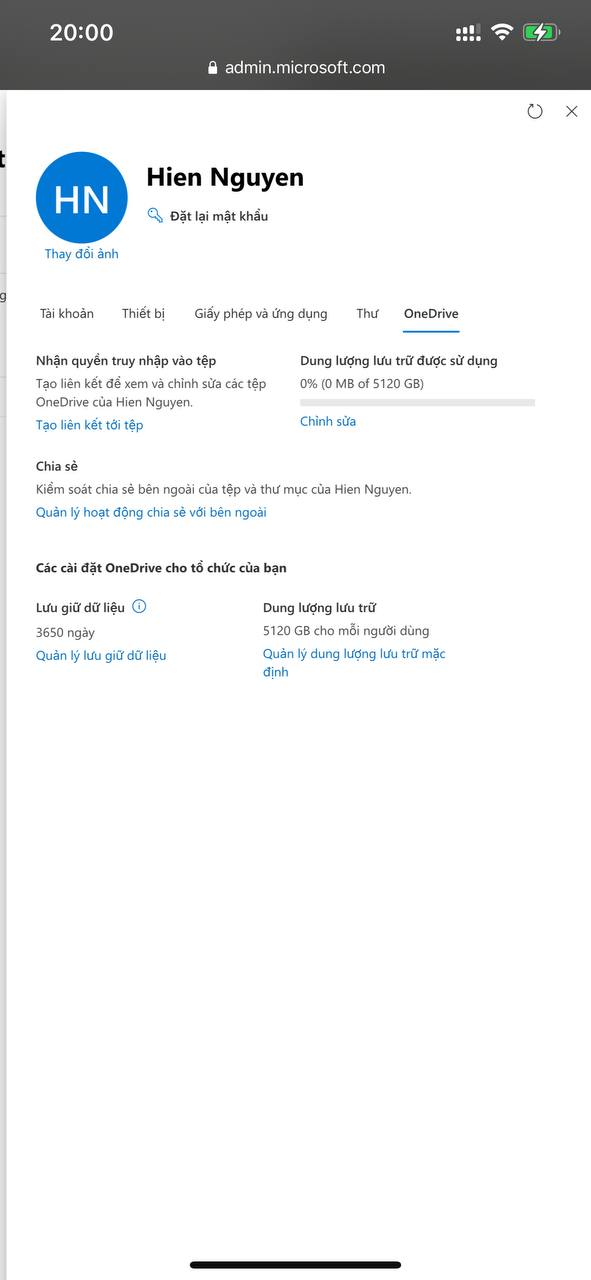 20:00
admin.microsoft.com
t
g
HN
Hien Nguyen
Đặt lại mật khẩu
Thay đổi ảnh
Tài khoản Thiết bị Giấy phép và ứng dụng Thư OneDrive
Nhận quyền truy nhập vào tệp
Tạo liên kết để xem và chỉnh sửa các tệp
OneDrive của Hien Nguyen.
Tạo liên kết tới tệp
Dung lượng lưu trữ được sử dụng
0% (0 MB of 5120 GB)
Chỉnh sửa
Chia sẻ
Kiểm soát chia sẻ bên ngoài của tệp và thư mục của Hien Nguyen.
Quản lý hoạt động chia sẻ với bên ngoài
Các cài đặt OneDrive cho tổ chức của bạn
Lưu giữ dữ liệu
3650 ngày
Quản lý lưu giữ dữ liệu
Dung lượng lưu trữ
5120 GB cho mỗi người dùng
Quản lý dung lượng lưu trữ mặc
định